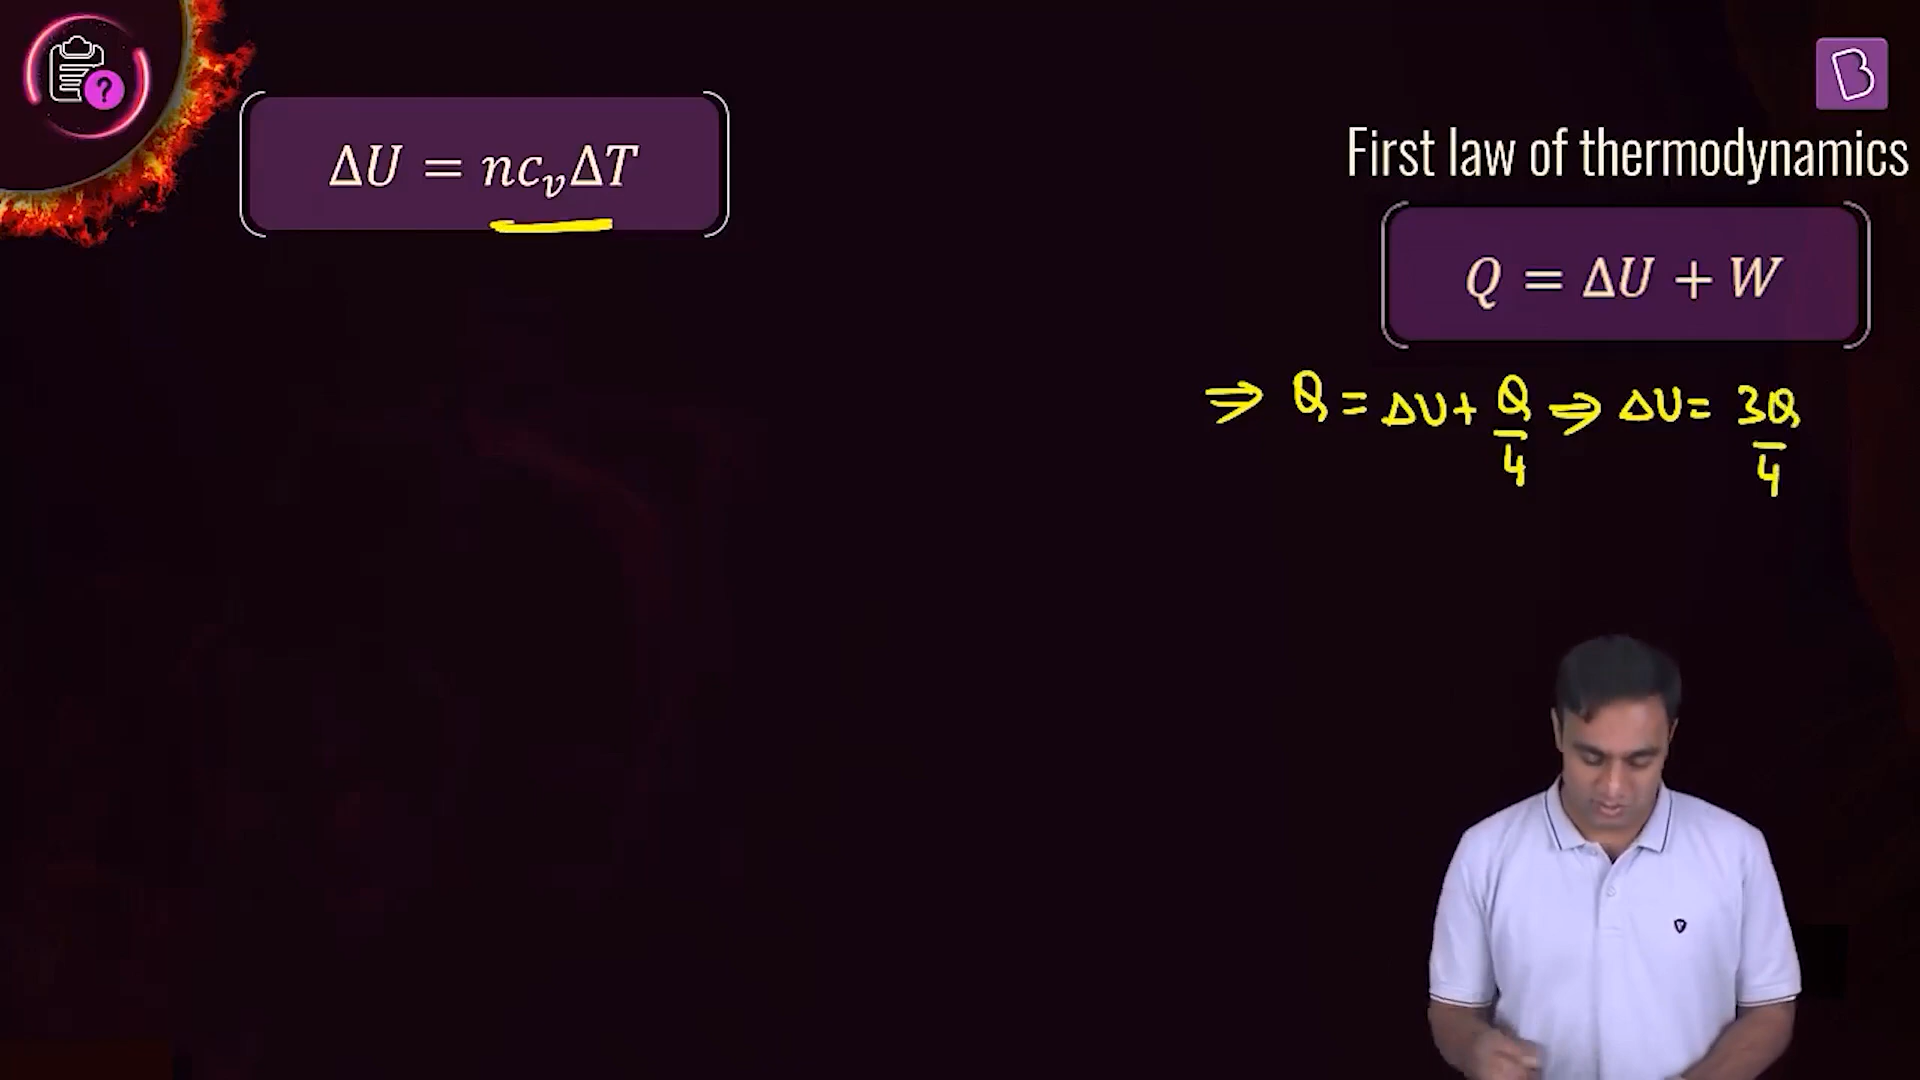 ?
B
ΔU = nc_vΔT
First law of thermodynamics
Q = ΔU + W
⇒ Q = ΔU + Q/4 ⇒ ΔU = 3Q/4